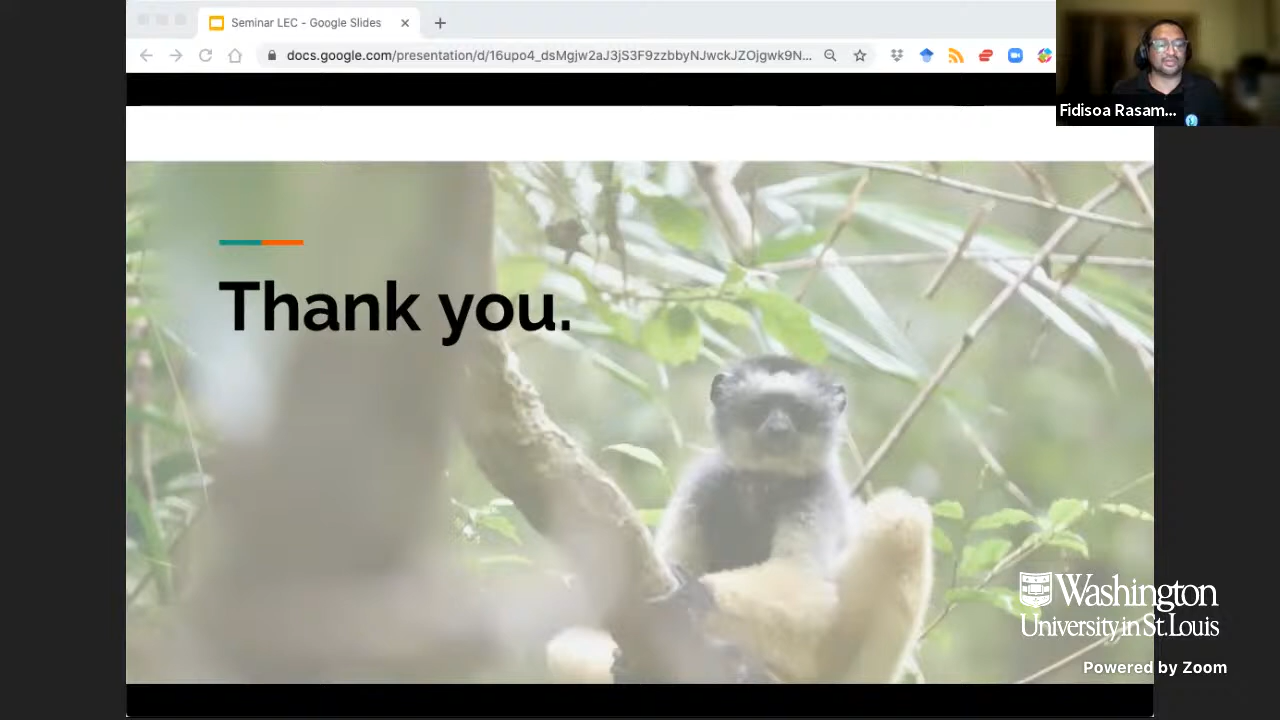 Seminar LEC - Google Slides
docs.google.com/presentation/d/16upo4_dsMgjw2aJ3jS3F9zzbbyNJwckJZOjgwk9N...
Fidisoa Rasam...
Thank you.
Washington
University in St. Louis
Powered by Zoom